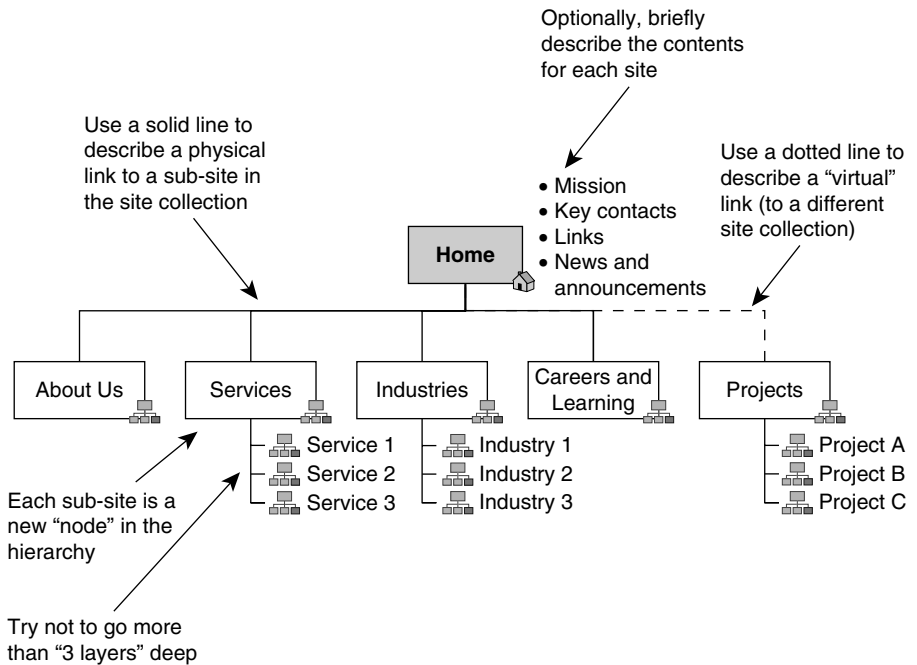 Optionally, briefly
describe the contents
for each site
Use a solid line to
describe a physical
link to a sub-site in
the site collection
Use a dotted line to
describe a “virtual”
link (to a different
site collection)
• Mission
• Key contacts
• Links
• News and
announcements
Home
About Us
Services
Industries
Careers and
Learning
Projects
Service 1
Service 2
Service 3
Industry 1
Industry 2
Industry 3
Project A
Project B
Project C
Each sub-site is a
new “node” in the
hierarchy
Try not to go more
than “3 layers” deep